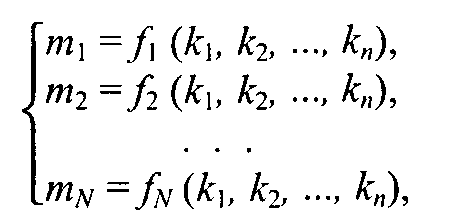 m₁ = f₁ (k₁, k₂, ..., kₙ),
m₂ = f₂ (k₁, k₂, ..., kₙ),
. . .
m_N = f_N (k₁, k₂, ..., kₙ),